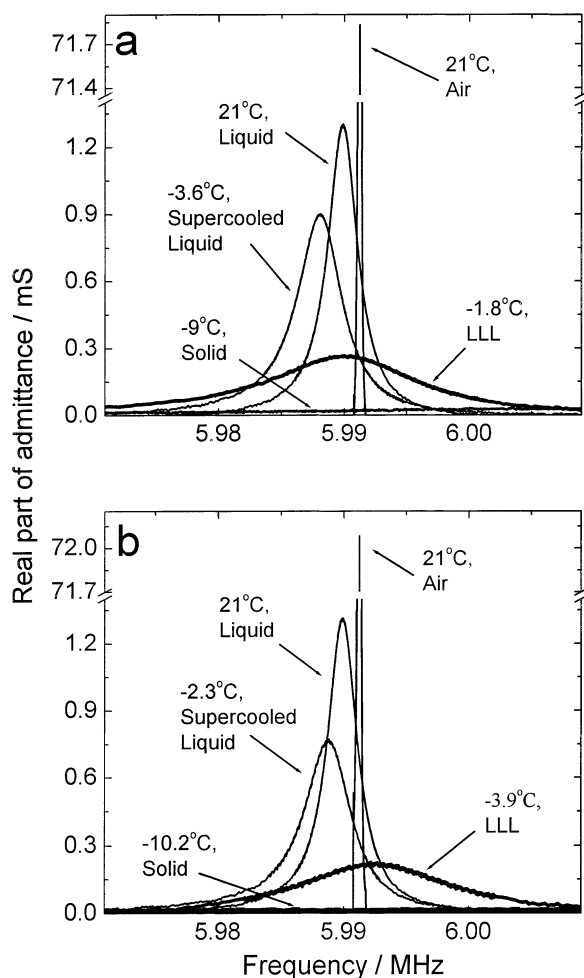 a
71.7
71.4
1.2
0.9
0.6
0.3
0.0
21°C,
Air
21°C,
Liquid
-3.6°C,
Supercooled
Liquid
-9°C,
Solid
-1.8°C,
LLL
5.98
5.99
6.00
Real part of admittance / mS
b
72.0
71.7
1.2
0.9
0.6
0.3
0.0
21°C,
Air
21°C,
Liquid
-2.3°C,
Supercooled
Liquid
-10.2°C,
Solid
-3.9°C,
LLL
5.98
5.99
6.00
Frequency / MHz